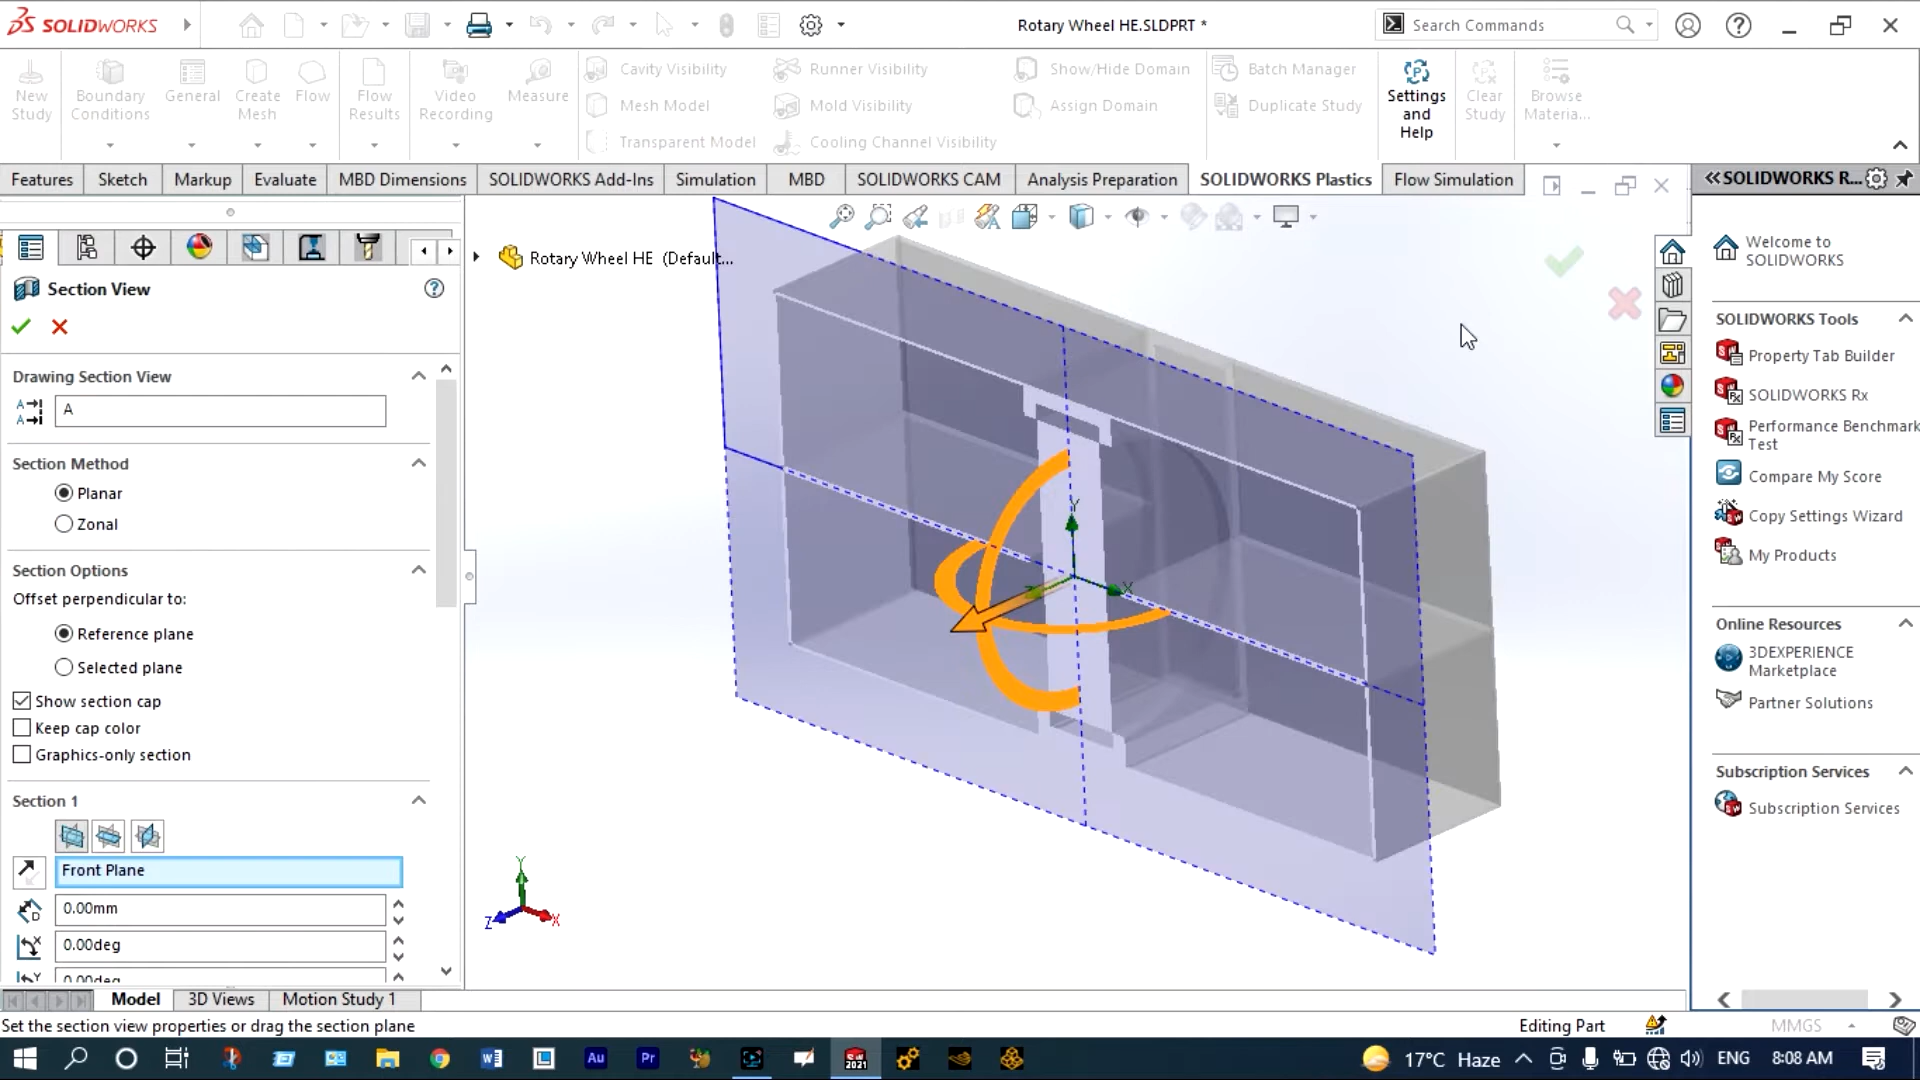 SOLIDWORKS
Rotary Wheel HE.SLDPRT *
Search Commands
New Study
Boundary Conditions
General
Create Mesh
Flow
Flow Results
Video Recording
Measure
Cavity Visibility
Mesh Model
Transparent Model
Runner Visibility
Mold Visibility
Cooling Channel Visibility
Show/Hide Domain
Assign Domain
Batch Manager
Duplicate Study
Settings and Help
Clear Study
Browse Materia...
Features
Sketch
Markup
Evaluate
MBD Dimensions
SOLIDWORKS Add-Ins
Simulation
MBD
SOLIDWORKS CAM
Analysis Preparation
SOLIDWORKS Plastics
Flow Simulation
SOLIDWORKS R...
Rotary Wheel HE (Default...
Section View
Drawing Section View
A
Section Method
Planar
Zonal
Section Options
Offset perpendicular to:
Reference plane
Selected plane
Show section cap
Keep cap color
Graphics-only section
Section 1
Front Plane
0.00mm
0.00deg
0.00deg
Y
X
Z
Y
Z
X
Welcome to
SOLIDWORKS
SOLIDWORKS Tools
Property Tab Builder
SOLIDWORKS Rx
Performance Benchmark
Test
Compare My Score
Copy Settings Wizard
My Products
Online Resources
3DEXPERIENCE
Marketplace
Partner Solutions
Subscription Services
Subscription Services
Model
3D Views
Motion Study 1
Set the section view properties or drag the section plane
Editing Part
MMGS
17°C Haze
ENG
8:08 AM